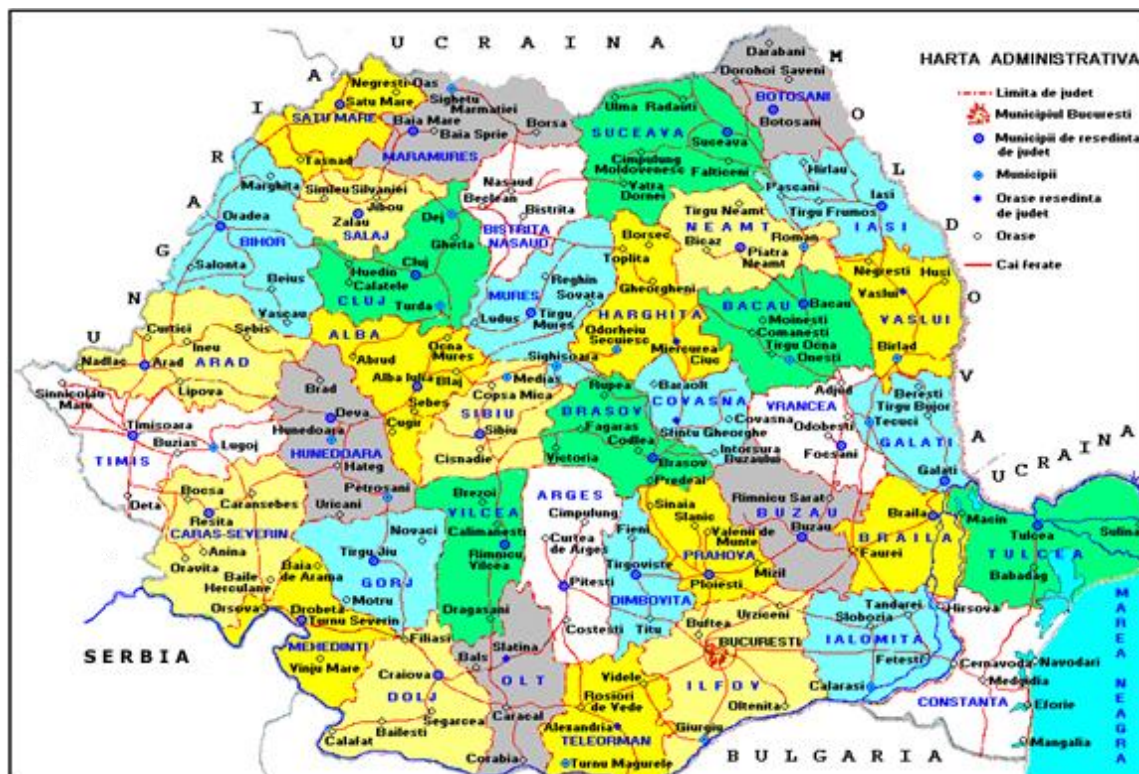 U C R A I N A
M O L D O V A
U N G A R I A
HARTA ADMINISTRATIVA
Limita de judet
Municipiul Bucuresti
Municipii de resedinta
de judet
Municipii
Orase resedinta
de judet
Orase
Cai ferate
Darabani
Dorohoi Saveni
BOTOSANI
Botosani
Negresti-Oas
Satu Mare
SATU MARE
Tasnad
Sighetu
Marmatiei
Baia Mare
Baia Sprie
Borsa
MARAMURES
Ulma Radauti
SUCEAVA
Suceava
Cimpulung
Moldovenesc
Falticeni
Vatra
Dornei
Hirlau
Pascani
Tirgu Frumos
Iasi
IASI
Marghita
Oradea
BIHOR
Salonta
Beius
Vascau
Simleu Silvaniei
Jibou
Zalau
SALAJ
Nasaud
Beclean
Bistrita
BISTRITA
NASAUD
Dej
Gherla
Cluj
Huedin
Calatele
CLUJ
Turda
Tirgu Neamt
NEAMT
Bicaz
Piatra
Neamt
Roman
Borsec
Toplita
Gheorgheni
HARGHITA
Odorheiu
Secuiesc
Miercurea
Ciuc
Reghin
Sovata
MURES
Ludus
Tirgu
Mures
Sighisoara
BACAU
Bacau
Moinesti
Comanesti
Tirgu Ocna
Onesti
Negresti
Husi
Vaslui
VASLUI
Birlad
Curtici
Sebis
Ineu
Nadlac
Arad
ARAD
Lipova
ALBA
Abrud
Ocna
Mures
Alba Iulia
Blaj
Sebes
Cugir
Medias
Copsa Mica
SIBIU
Sibiu
Cisnadie
Rupea
BRASOV
Fagaras
Codlea
Victoria
Brasov
Predeal
Baraolt
COVASNA
Covasna
Sfintu Gheorghe
Intorsura
Buzaului
Adjud
VRANCEA
Odobesti
Focsani
Beresti
Tirgu Bujor
Tecuci
GALATI
Galati
Sinnicolau
Maru
Timisoara
Buzias
Lugoj
TIMIS
Deta
Brad
Deva
Hunedoara
HUNEDOARA
Hateg
Petrosani
Uricani
Bocsa
Caransebes
Resita
CARAS-SEVERIN
Anina
Oravita
Baile
Herculane
Baia
de Arama
Orsova
Drobeta
Turnu Severin
MEHEDINTI
Vinju Mare
Novaci
Tirgu Jiu
GORJ
Motru
Brezoi
VILCEA
Calimanesti
Rimnicu
Vilcea
Dragasani
ARGES
Cimpulung
Curtea
de Arges
Pitesti
Costesti
Fieni
Tirgoviste
DIMBOVITA
Titu
Sinaia
Slanic
Valenii de
Munte
PRAHOVA
Ploiesti
Mizil
Rimnicu Sarat
BUZAU
Buzau
Braila
BRAILA
Faurei
U C R A I N A
Macin
Tulcea
Sulina
TULCEA
Babadag
SERBIA
Filiasi
Craiova
DOLJ
Segarcea
Bailesti
Calafat
Slatina
Bals
OLT
Caracal
Corabia
Videle
Rosiori
de Vede
Alexandria
TELEORMAN
Turnu Magurele
Buftea
BUCURESTI
ILFOV
Oltenita
Giurgiu
Urziceni
Tandarei
Slobozia
IALOMITA
Fetesti
Calarasi
Hirsova
Cernavoda
Navodari
Medgidia
CONSTANTA
Eforie
Mangalia
MAREA NEAGRA
B U L G A R I A